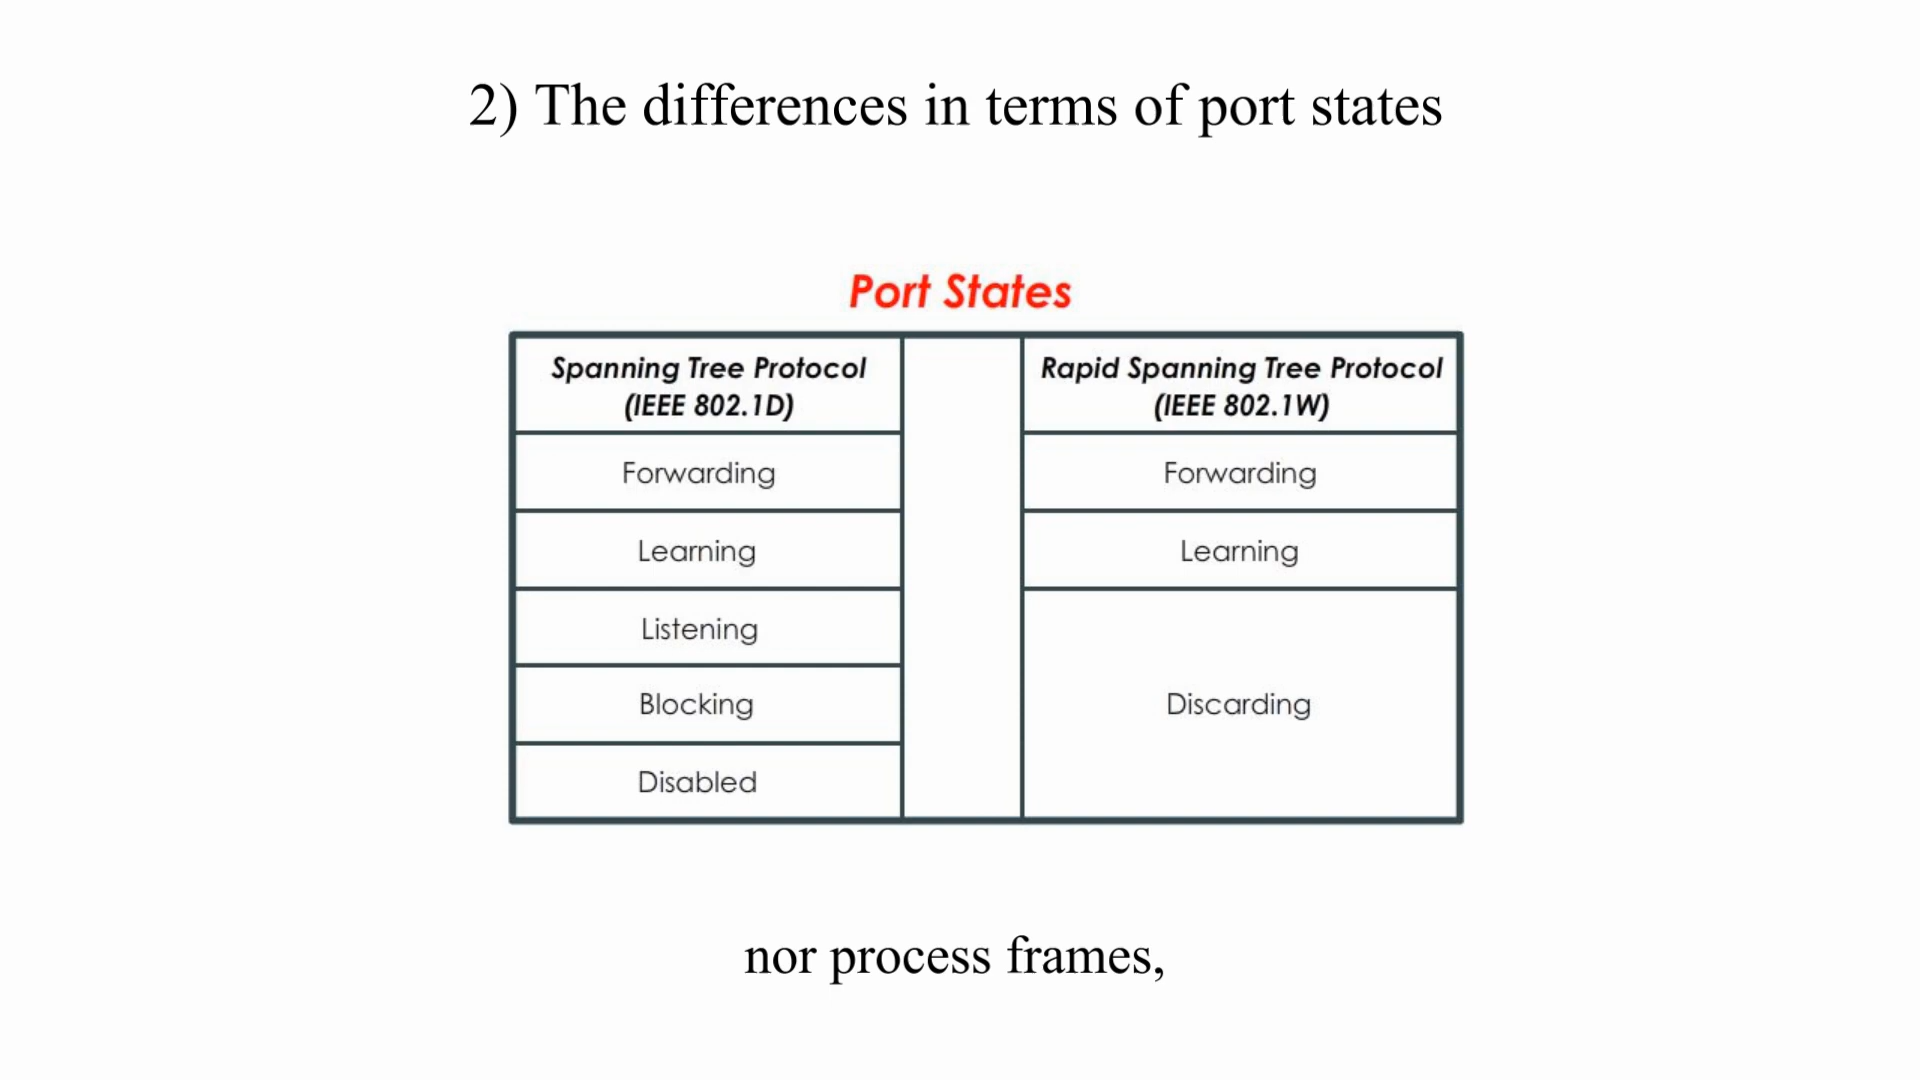 2) The differences in terms of port states
Port States
Spanning Tree Protocol
(IEEE 802.1D)
Rapid Spanning Tree Protocol
(IEEE 802.1W)
Forwarding
Forwarding
Learning
Learning
Listening
Blocking
Discarding
Disabled
nor process frames,